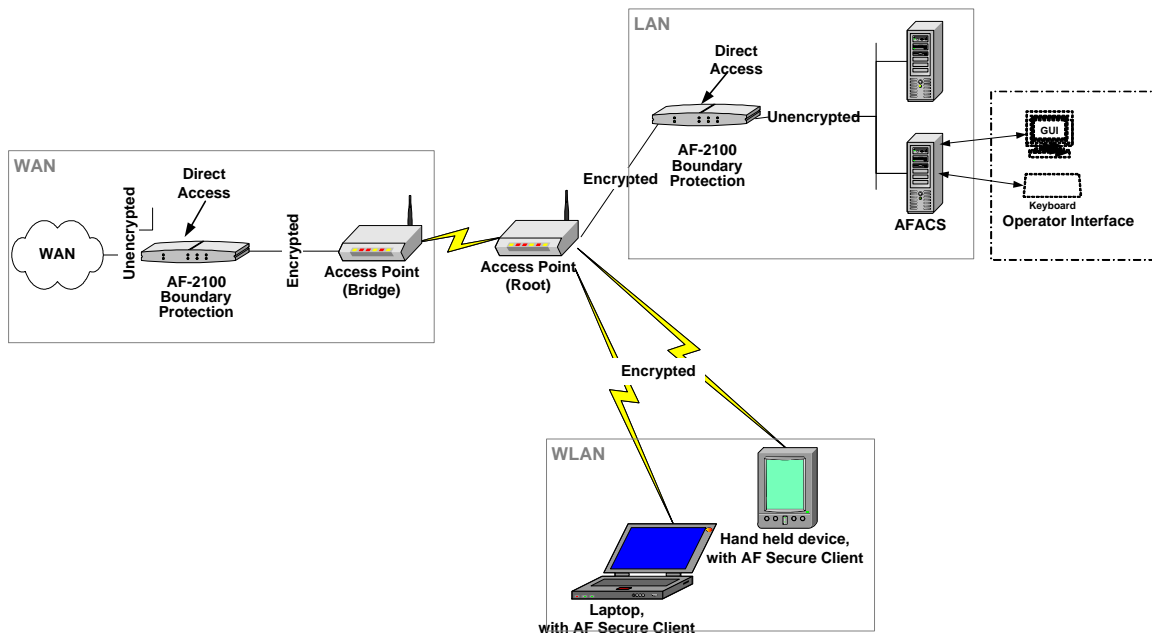 LAN
Direct
Access
Unencrypted
AF-2100
Boundary
Protection
Encrypted
AFACS
GUI
Keyboard
Operator Interface
WAN
Direct
Access
WAN
Unencrypted
AF-2100
Boundary
Protection
Encrypted
Access Point
(Bridge)
Access Point
(Root)
Encrypted
WLAN
Hand held device,
with AF Secure Client
Laptop,
with AF Secure Client